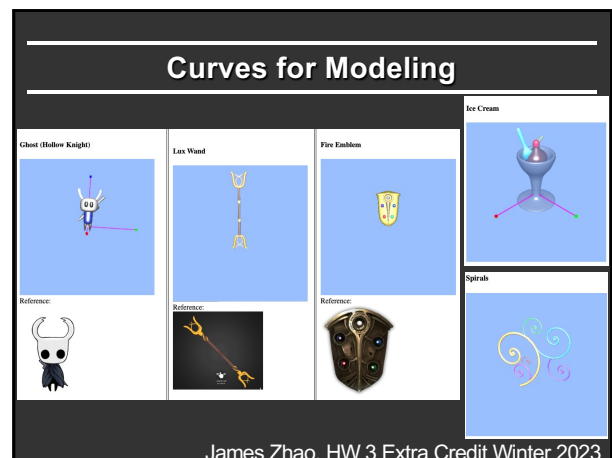 Curves for Modeling
Ghost (Hollow Knight)
Reference:
Lux Wand
Reference:
Fire Emblem
Reference:
Ice Cream
Spirals
James Zhao, HW 3 Extra Credit Winter 2023